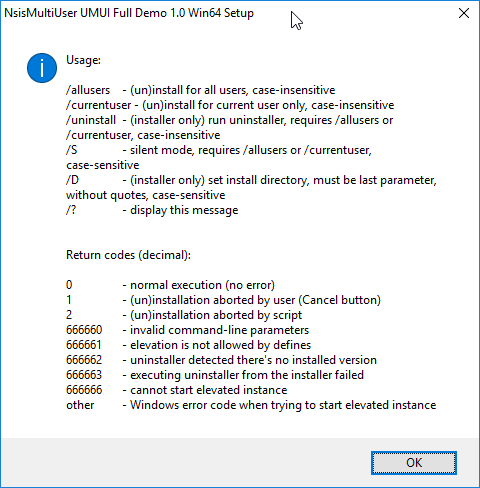 NsisMultiUser UMUI Full Demo 1.0 Win64 Setup
Usage:
/allusers - (un)install for all users, case-insensitive
/currentuser - (un)install for current user only, case-insensitive
/uninstall - (installer only) run uninstaller, requires /allusers or
/currentuser, case-insensitive
/S - silent mode, requires /allusers or /currentuser,
case-sensitive
/D - (installer only) set install directory, must be last parameter,
without quotes, case-sensitive
/? - display this message
Return codes (decimal):
0 - normal execution (no error)
1 - (un)installation aborted by user (Cancel button)
2 - (un)installation aborted by script
666660 - invalid command-line parameters
666661 - elevation is not allowed by defines
666662 - uninstaller detected there's no installed version
666663 - executing uninstaller from the installer failed
666666 - cannot start elevated instance
other - Windows error code when trying to start elevated instance
OK